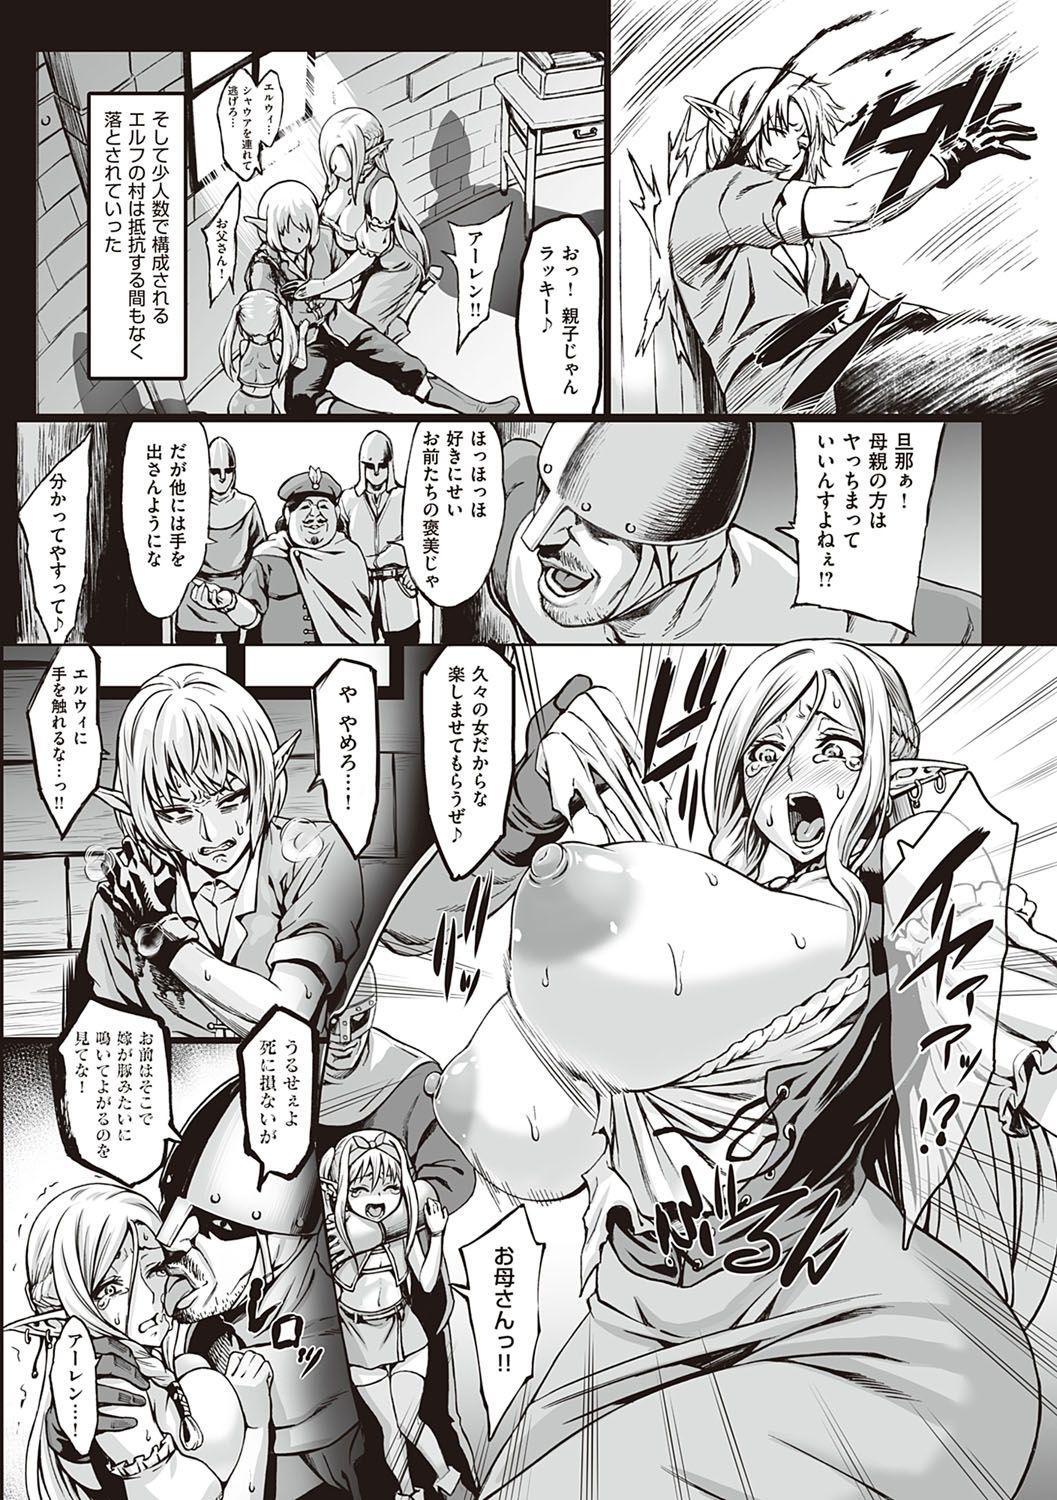 ダッ
おっ！ 親子じゃん
ラッキー♪
アーレン!!
エルウィ…
シャウアを連れて
逃げろ…
お父さん！
そして少人数で構成される
エルフの村は抵抗する間もなく
落とされていった
旦那ぁ！
母親の方は
ヤっちまって
いいんすよねぇ!?
ほっほほ
好きにせい
お前たちの褒美じゃ
だが他には手を
出さんようにな
分かってやすって♪
イヤアァッ!?
久々の女だからな
楽しませてもらうぜ♪
ぶるん
や やめろ…！
エルウィに
手を触れるな…っ!!
お母さんっ!!
うるせぇよ
死に損ないが
お前はそこで
嫁が豚みたいに
鳴いてよがるのを
見てな！
レロッ
アーレン…！